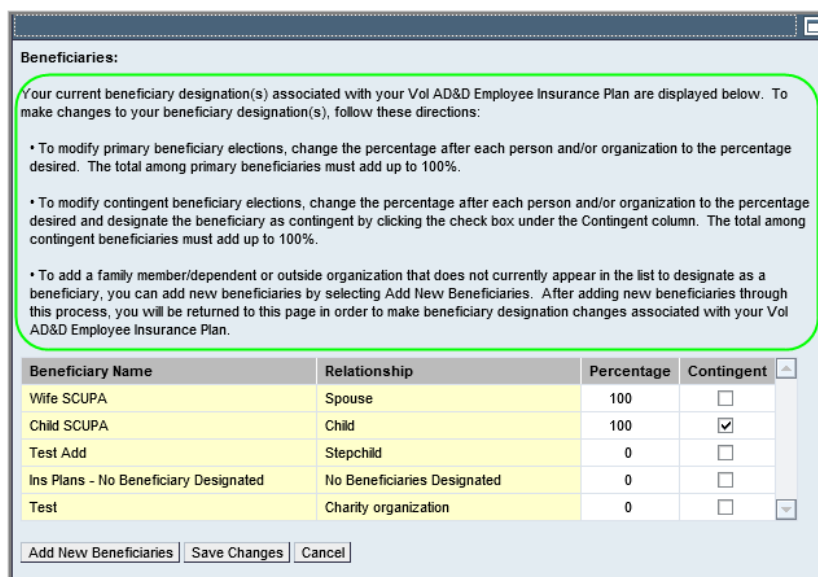 Beneficiaries:
Your current beneficiary designation(s) associated with your Vol AD&D Employee Insurance Plan are displayed below. To
make changes to your beneficiary designation(s), follow these directions:
• To modify primary beneficiary elections, change the percentage after each person and/or organization to the percentage
desired. The total among primary beneficiaries must add up to 100%.
• To modify contingent beneficiary elections, change the percentage after each person and/or organization to the percentage
desired and designate the beneficiary as contingent by clicking the check box under the Contingent column. The total among
contingent beneficiaries must add up to 100%.
• To add a family member/dependent or outside organization that does not currently appear in the list to designate as a
beneficiary, you can add new beneficiaries by selecting Add New Beneficiaries. After adding new beneficiaries through
this process, you will be returned to this page in order to make beneficiary designation changes associated with your Vol
AD&D Employee Insurance Plan.
Beneficiary Name Relationship Percentage Contingent
Wife SCUPA Spouse 100
Child SCUPA Child 100
Test Add Stepchild 0
Ins Plans - No Beneficiary Designated No Beneficiaries Designated 0
Test Charity organization 0
Add New Beneficiaries Save Changes Cancel